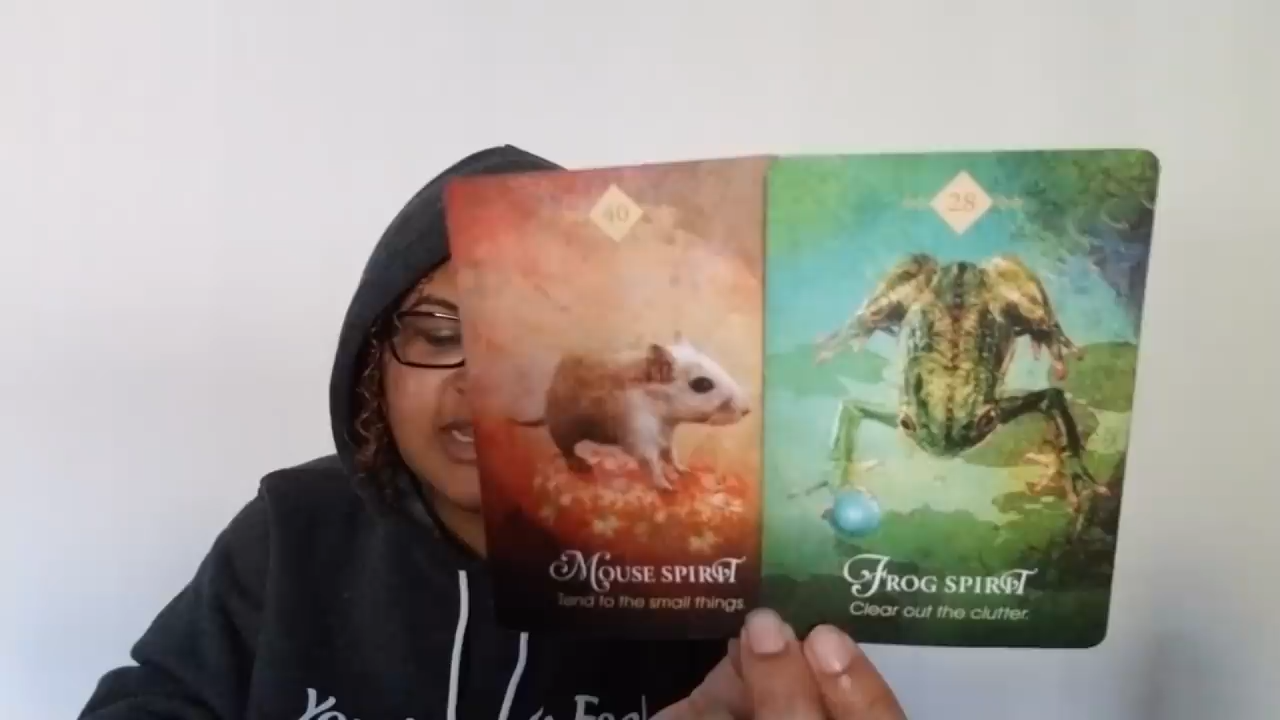 40
MOUSE SPIRIT
Tend to the small things.
28
FROG SPIRIT
Clear out the clutter.